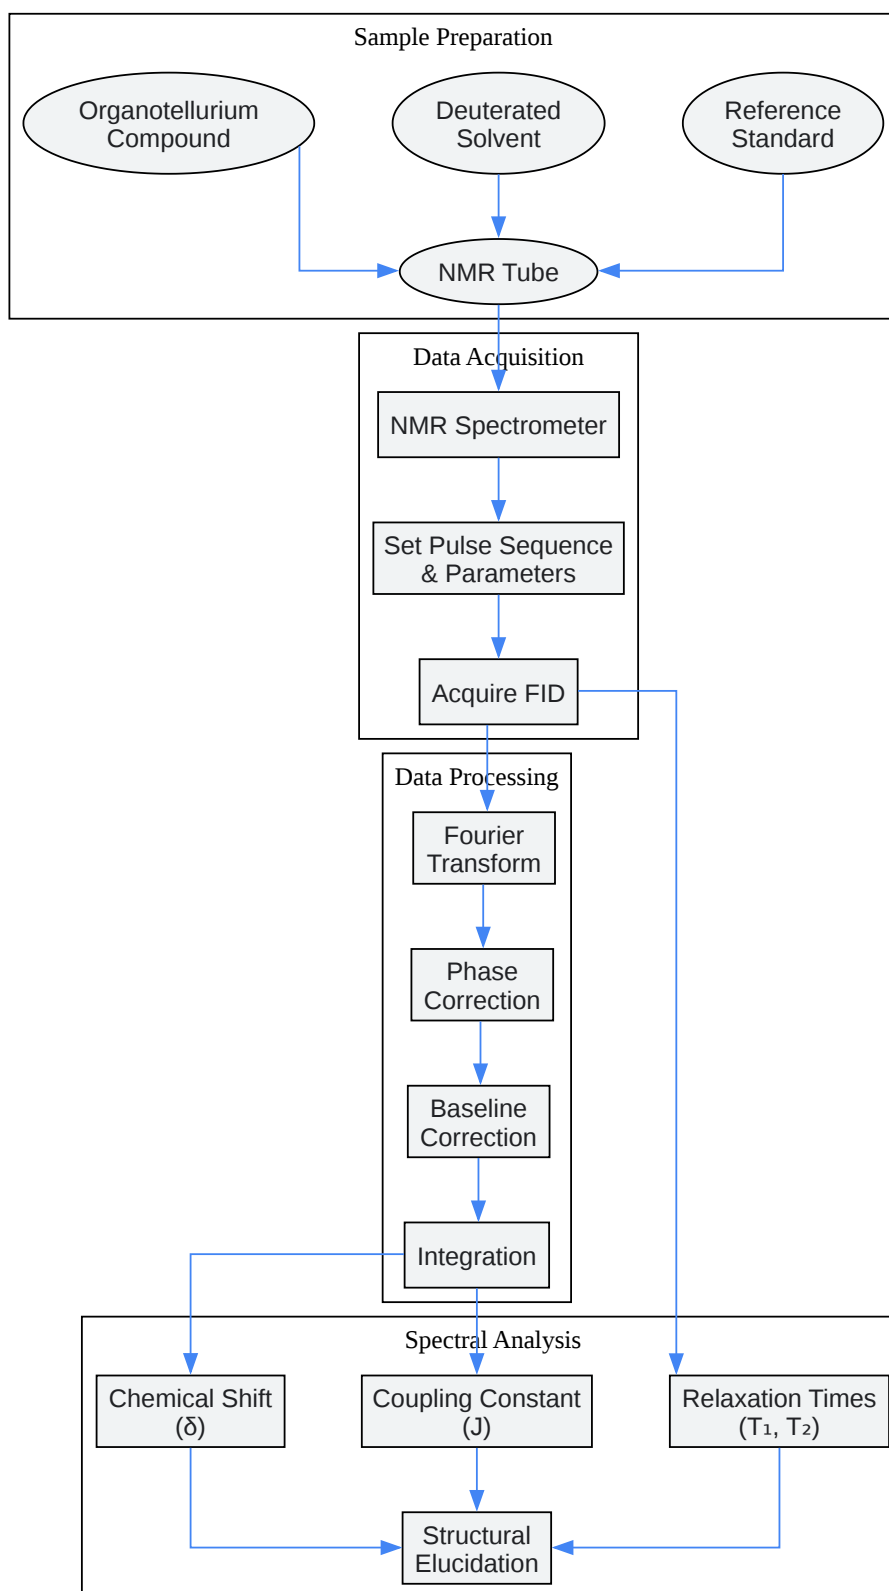 Sample Preparation
Organotellurium
Compound
Deuterated
Solvent
Reference
Standard
NMR Tube
Data Acquisition
NMR Spectrometer
Set Pulse Sequence
& Parameters
Acquire FID
Data Processing
Fourier
Transform
Phase
Correction
Baseline
Correction
Integration
Spectral Analysis
Chemical Shift
(δ)
Coupling Constant
(J)
Relaxation Times
(T₁, T₂)
Structural
Elucidation